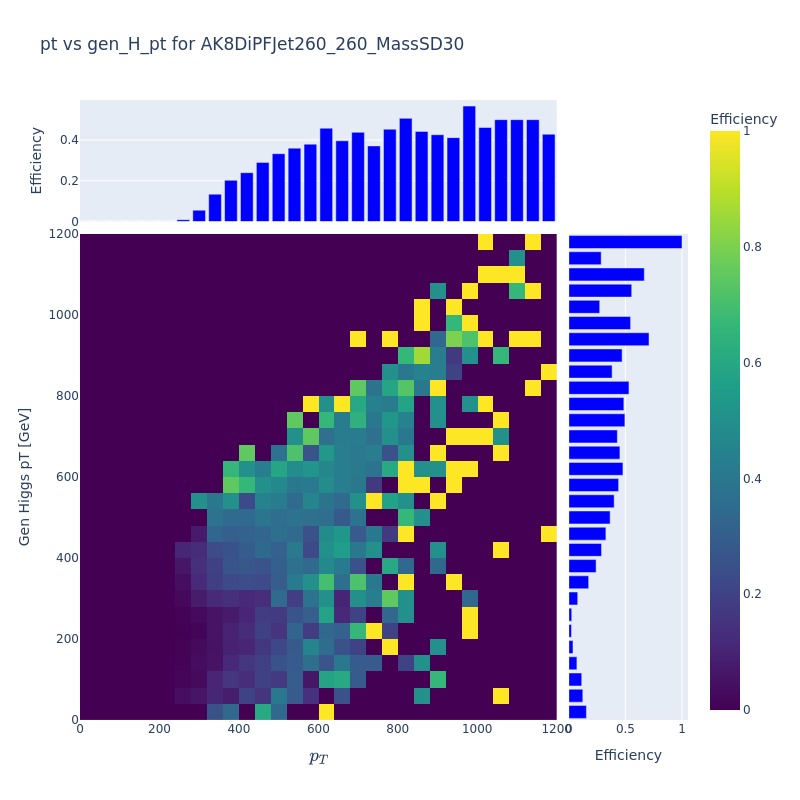 pt vs gen_H_pt for AK8DiPFJet260_260_MassSD30
Efficiency
0.4
0.2
0
Efficiency
1
0.8
0.6
0.4
0.2
0
Gen Higgs pT [GeV]
1200
1000
800
600
400
200
0
0 200 400 600 800 1000 1200
p_T
0 0.5 1
Efficiency